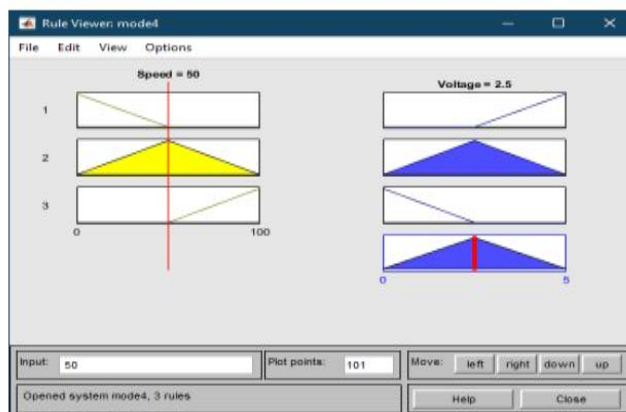 Rule Viewer: mode4
File Edit View Options
Speed = 50
Voltage = 2.5
1
2
3
0 100
0 5
Input: 50 Plot points: 101 Move: left right down up
Opened system mode4, 3 rules Help Close